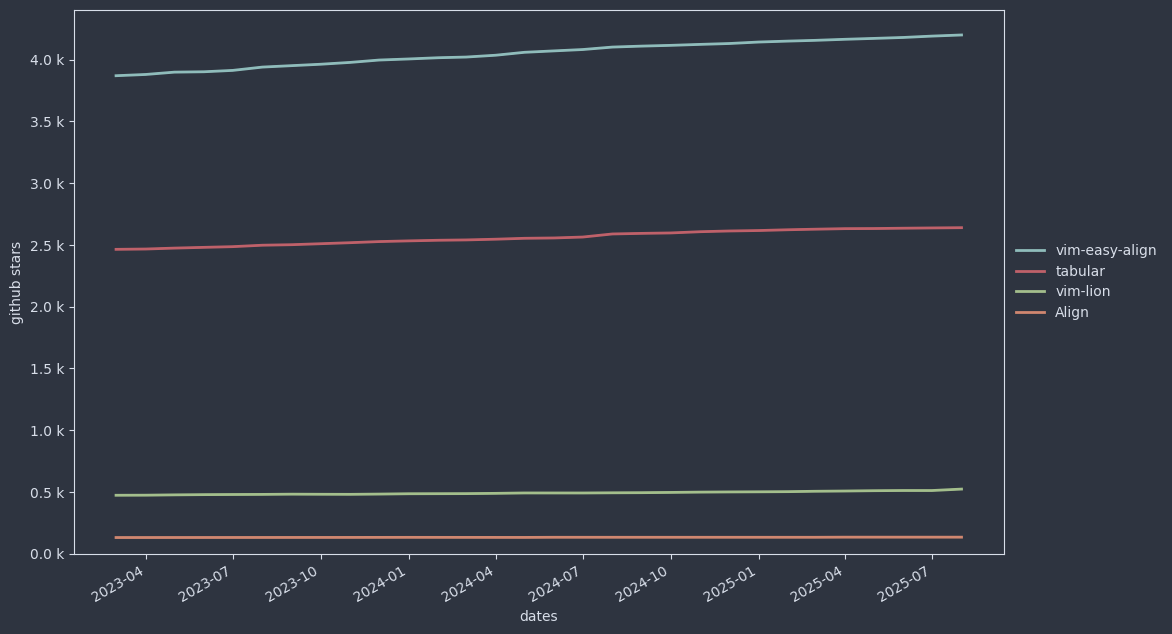 4.0 k
3.5 k
3.0 k
2.5 k
2.0 k
1.5 k
1.0 k
0.5 k
0.0 k
github stars
2023-04
2023-07
2023-10
2024-01
2024-04
2024-07
2024-10
2025-01
2025-04
2025-07
dates
vim-easy-align
tabular
vim-lion
Align